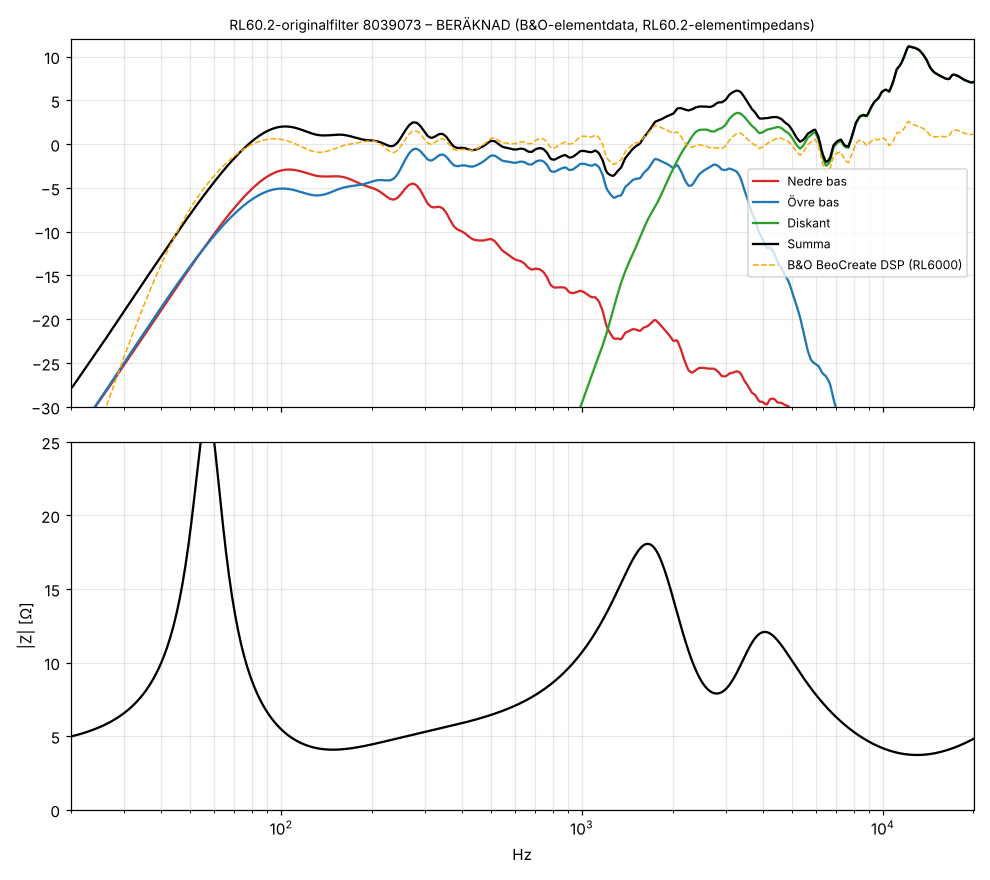 RL60.2-originalfilter 8039073 – BERÄKNAD (B&O-elementdata, RL60.2-elementimpedans)
10
5
0
−5
−10
−15
−20
−25
−30
Nedre bas
Övre bas
Diskant
Summa
B&O BeoCreate DSP (RL6000)
25
20
15
10
5
0
|Z| [Ω]
10² 10³ 10⁴
Hz